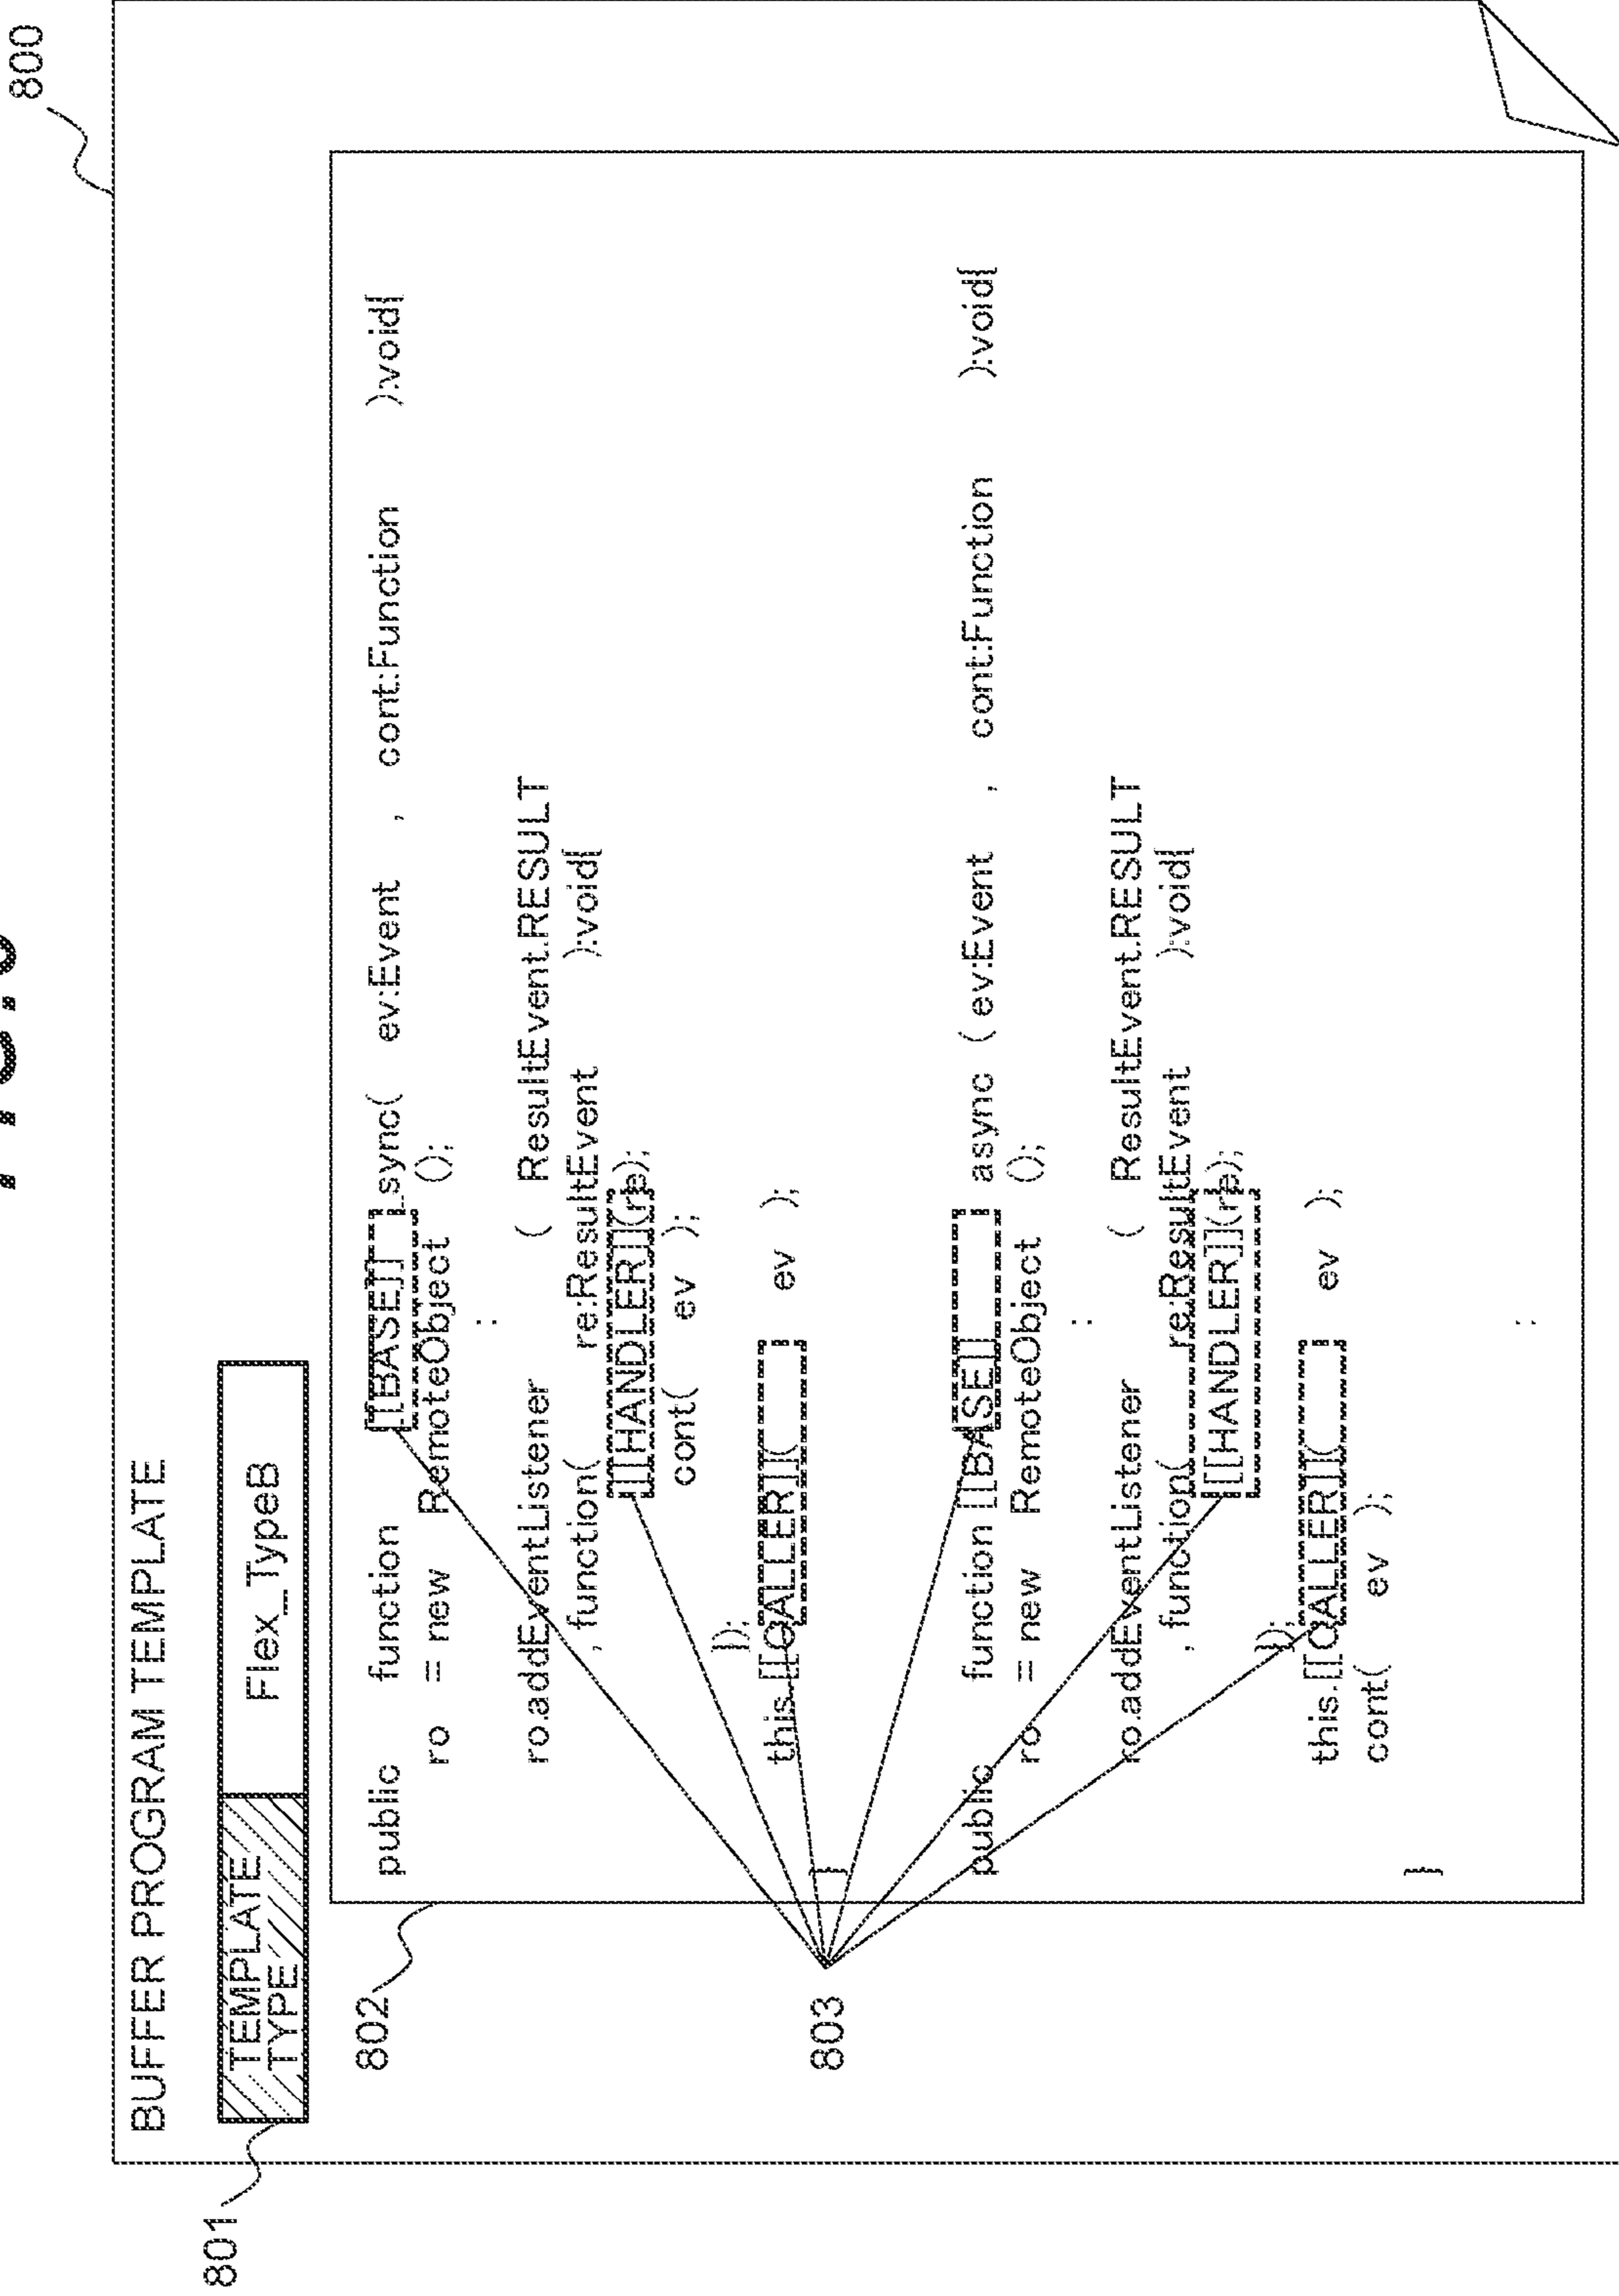 800
BUFFER PROGRAM TEMPLATE
801
TEMPLATE TYPE
Flex_TypeB
802
public function [[BASE]]_sync( ev:Event , cont:Function ):void{
ro = new RemoteObject ();
:
ro.addEventListener ( ResultEvent.RESULT
, function( re:ResultEvent ):void{
[[HANDLER]](re);
cont( ev );
});
this.[[CALLER]]( ev );
}
803
public function [[BASE]] async ( ev:Event , cont:Function ):void{
ro = new RemoteObject ();
:
ro.addEventListener ( ResultEvent.RESULT
, function( re:ResultEvent ):void{
[[HANDLER]](re);
});
this.[[CALLER]]( ev );
cont( ev );
}
: